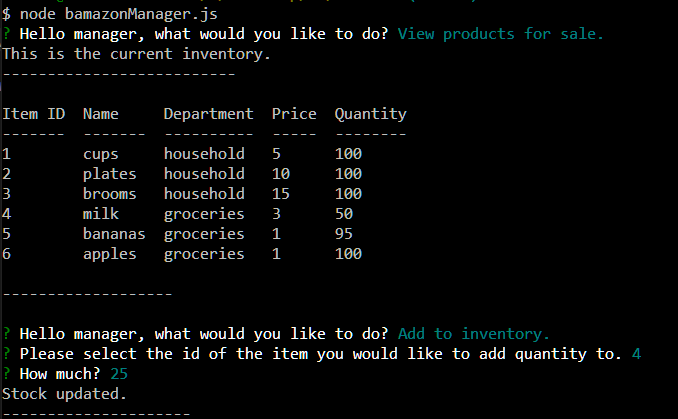 $ node bamazonManager.js
? Hello manager, what would you like to do? View products for sale.
This is the current inventory.
--------------------------
Item ID  Name     Department  Price  Quantity
-------  -------  ----------  -----  --------
1        cups     household   5      100
2        plates   household   10     100
3        brooms   household   15     100
4        milk     groceries   3      50
5        bananas  groceries   1      95
6        apples   groceries   1      100
-------------------
? Hello manager, what would you like to do? Add to inventory.
? Please select the id of the item you would like to add quantity to. 4
? How much? 25
Stock updated.
---------------------